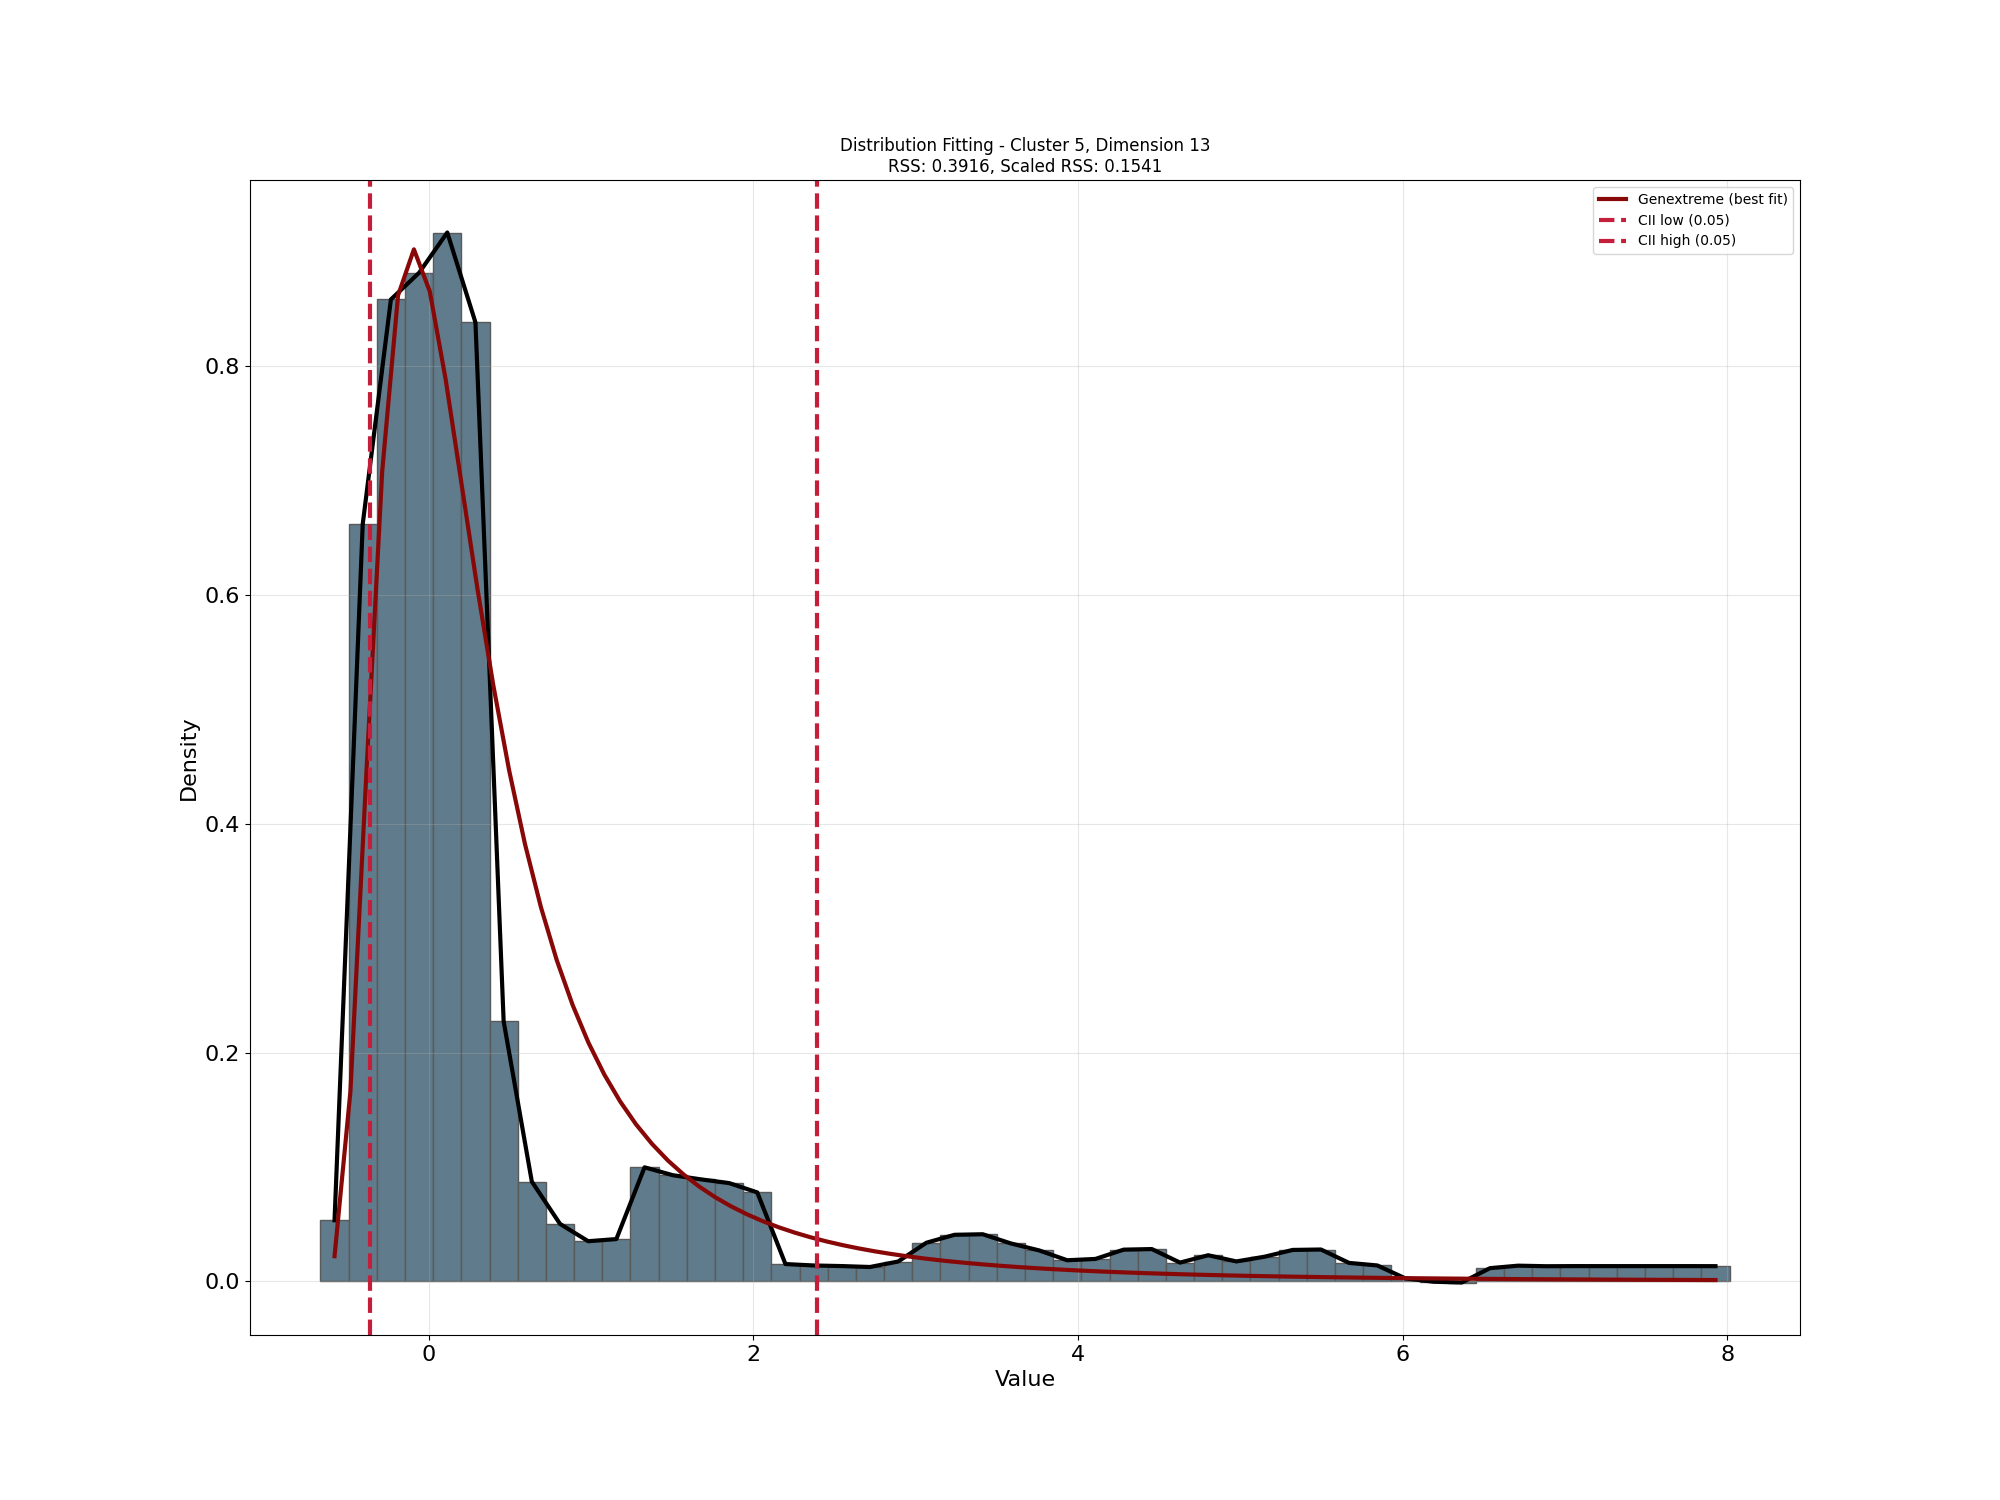 Distribution Fitting - Cluster 5, Dimension 13
RSS: 0.3916, Scaled RSS: 0.1541
Genextreme (best fit)
CII low (0.05)
CII high (0.05)
0.8
0.6
0.4
0.2
0.0
Density
0 2 4 6 8
Value